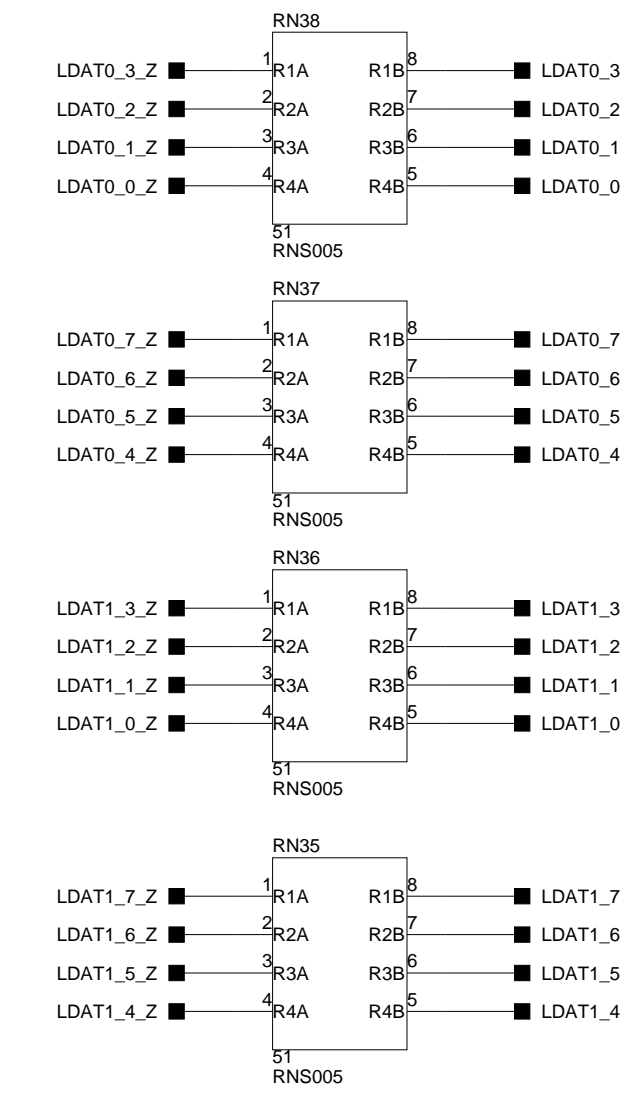 RN38
LDAT0_3_Z 1 R1A R1B 8 LDAT0_3
LDAT0_2_Z 2 R2A R2B 7 LDAT0_2
LDAT0_1_Z 3 R3A R3B 6 LDAT0_1
LDAT0_0_Z 4 R4A R4B 5 LDAT0_0
51
RNS005
RN37
LDAT0_7_Z 1 R1A R1B 8 LDAT0_7
LDAT0_6_Z 2 R2A R2B 7 LDAT0_6
LDAT0_5_Z 3 R3A R3B 6 LDAT0_5
LDAT0_4_Z 4 R4A R4B 5 LDAT0_4
51
RNS005
RN36
LDAT1_3_Z 1 R1A R1B 8 LDAT1_3
LDAT1_2_Z 2 R2A R2B 7 LDAT1_2
LDAT1_1_Z 3 R3A R3B 6 LDAT1_1
LDAT1_0_Z 4 R4A R4B 5 LDAT1_0
51
RNS005
RN35
LDAT1_7_Z 1 R1A R1B 8 LDAT1_7
LDAT1_6_Z 2 R2A R2B 7 LDAT1_6
LDAT1_5_Z 3 R3A R3B 6 LDAT1_5
LDAT1_4_Z 4 R4A R4B 5 LDAT1_4
51
RNS005